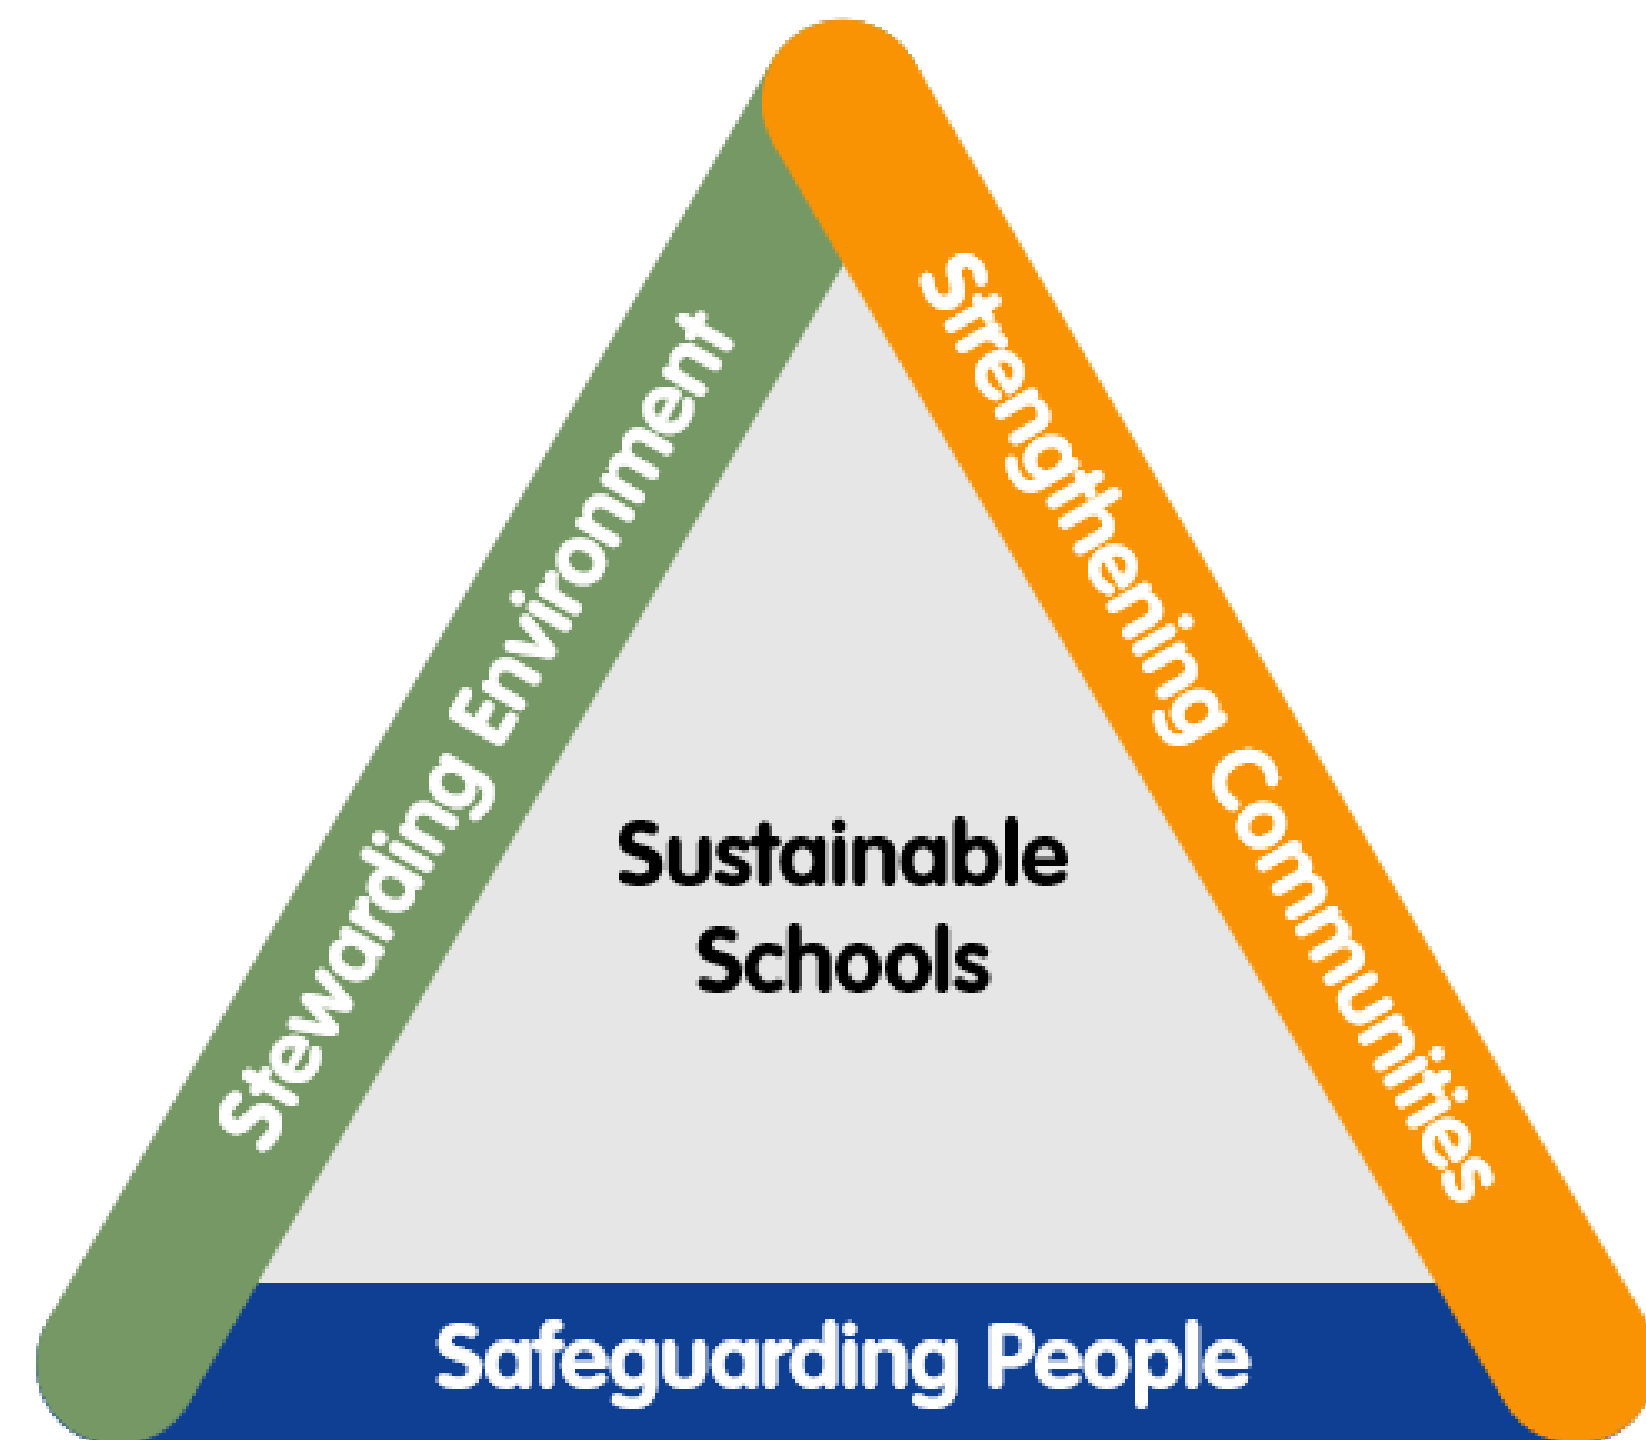 Stewarding Environment
Strengthening Communities
Sustainable
Schools
Safeguarding People